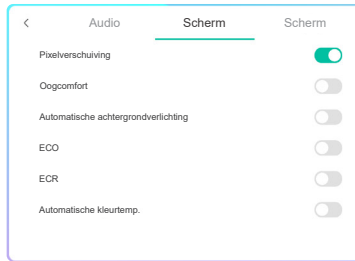 Audio Scherm Scherm
Pixelverschuiving
Oogcomfort
Automatische achtergrondverlichting
ECO
ECR
Automatische kleurtemp.